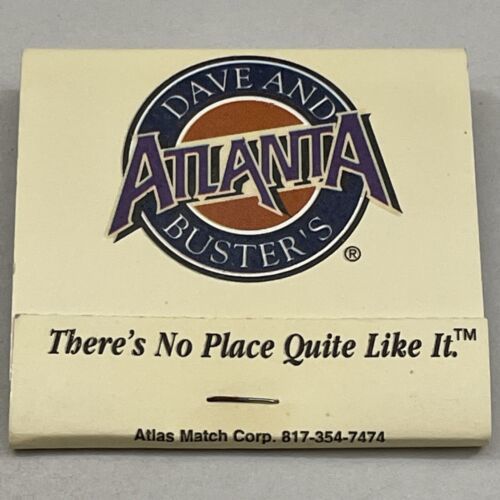 DAVE AND
ATLANTA
BUSTER'S
®
There's No Place Quite Like It.™
Atlas Match Corp. 817-354-7474